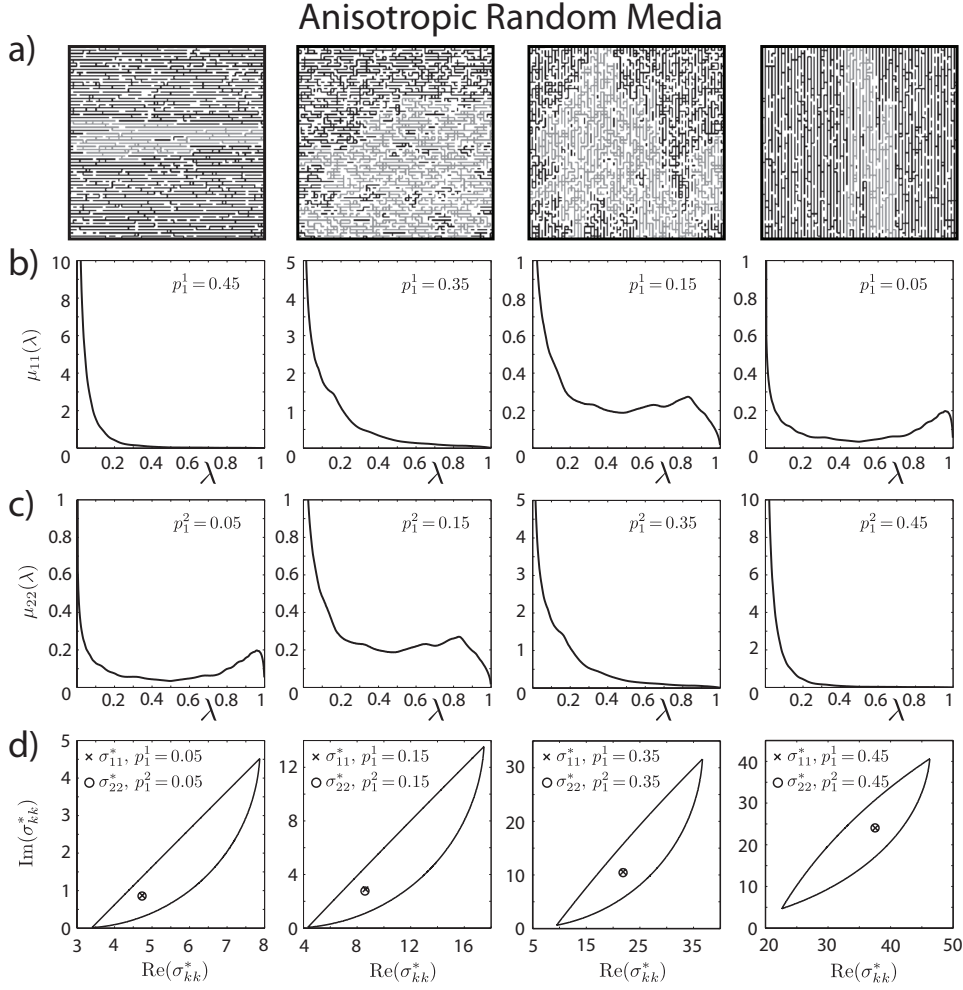 Anisotropic Random Media
a)
b)
10
8
6
4
2
0
μ₁₁(λ)
p₁¹ = 0.45
0.2 0.4 0.6 0.8 1
λ
5
4
3
2
1
0
p₁¹ = 0.35
0.2 0.4 0.6 0.8 1
λ
1
0.8
0.6
0.4
0.2
0
p₁¹ = 0.15
0.2 0.4 0.6 0.8 1
λ
1
0.8
0.6
0.4
0.2
0
p₁¹ = 0.05
0.2 0.4 0.6 0.8 1
λ
c)
1
0.8
0.6
0.4
0.2
0
μ₂₂(λ)
p₁² = 0.05
0.2 0.4 0.6 0.8 1
λ
1
0.8
0.6
0.4
0.2
0
p₁² = 0.15
0.2 0.4 0.6 0.8 1
λ
5
4
3
2
1
0
p₁² = 0.35
0.2 0.4 0.6 0.8 1
λ
10
8
6
4
2
0
p₁² = 0.45
0.2 0.4 0.6 0.8 1
λ
d)
5
4
3
2
1
0
Im(σ*ₖₖ)
× σ*₁₁, p₁¹ = 0.05
○ σ*₂₂, p₁² = 0.05
3 4 5 6 7 8
Re(σ*ₖₖ)
12
8
4
0
× σ*₁₁, p₁¹ = 0.15
○ σ*₂₂, p₁² = 0.15
4 8 12 16
Re(σ*ₖₖ)
30
20
10
0
× σ*₁₁, p₁¹ = 0.35
○ σ*₂₂, p₁² = 0.35
5 15 25 35
Re(σ*ₖₖ)
40
30
20
10
0
× σ*₁₁, p₁¹ = 0.45
○ σ*₂₂, p₁² = 0.45
20 30 40 50
Re(σ*ₖₖ)